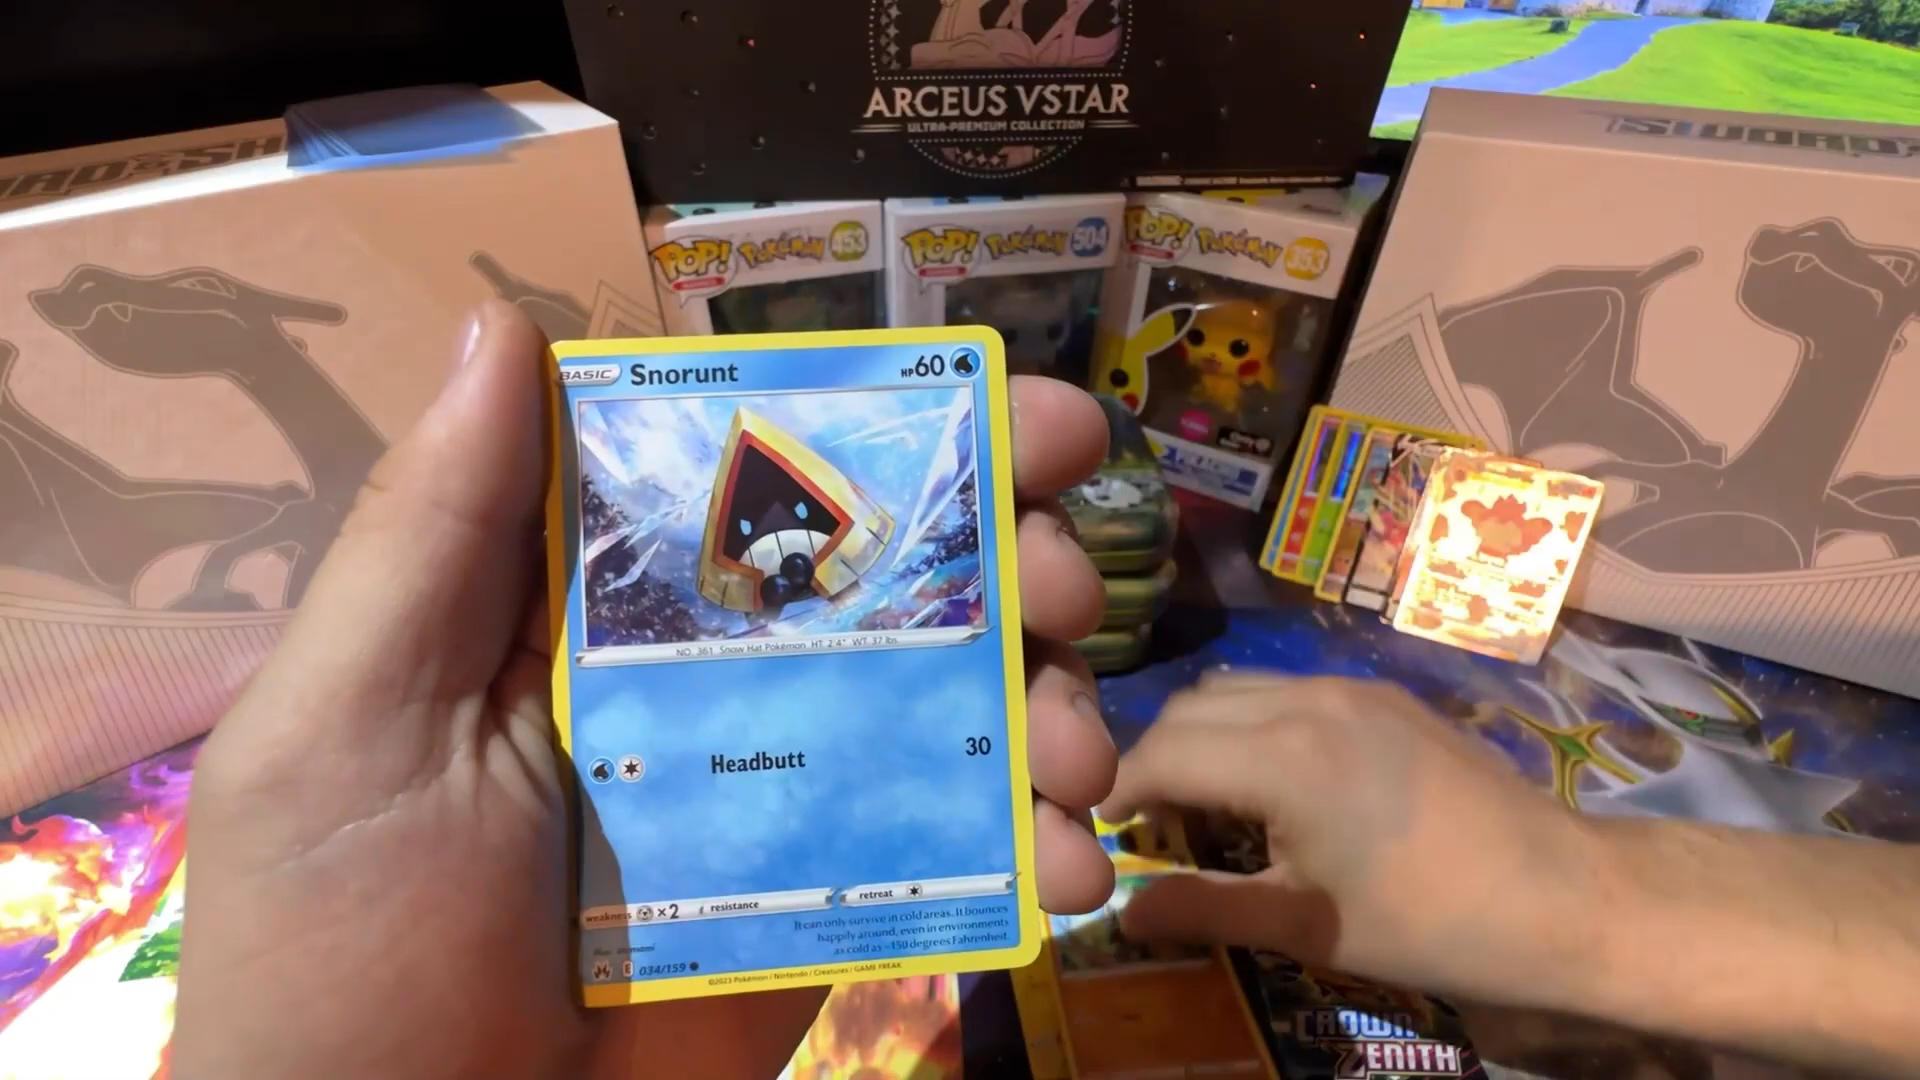 ARCEUS VSTAR
ULTRA-PREMIUM COLLECTION
POP! Pokémon 453
POP! Pokémon 504
POP! Pokémon 353
BASIC Snorunt HP 60
NO. 361 Snow Hat Pokémon HT: 2'4" WT: 37 lbs.
Headbutt 30
weakness ×2 resistance retreat
It can only survive in cold areas. It bounces
happily around, even in environments
as cold as -150 degrees Fahrenheit.
E 034/159
©2023 Pokémon / Nintendo / Creatures / GAME FREAK
CROWN
ZENITH